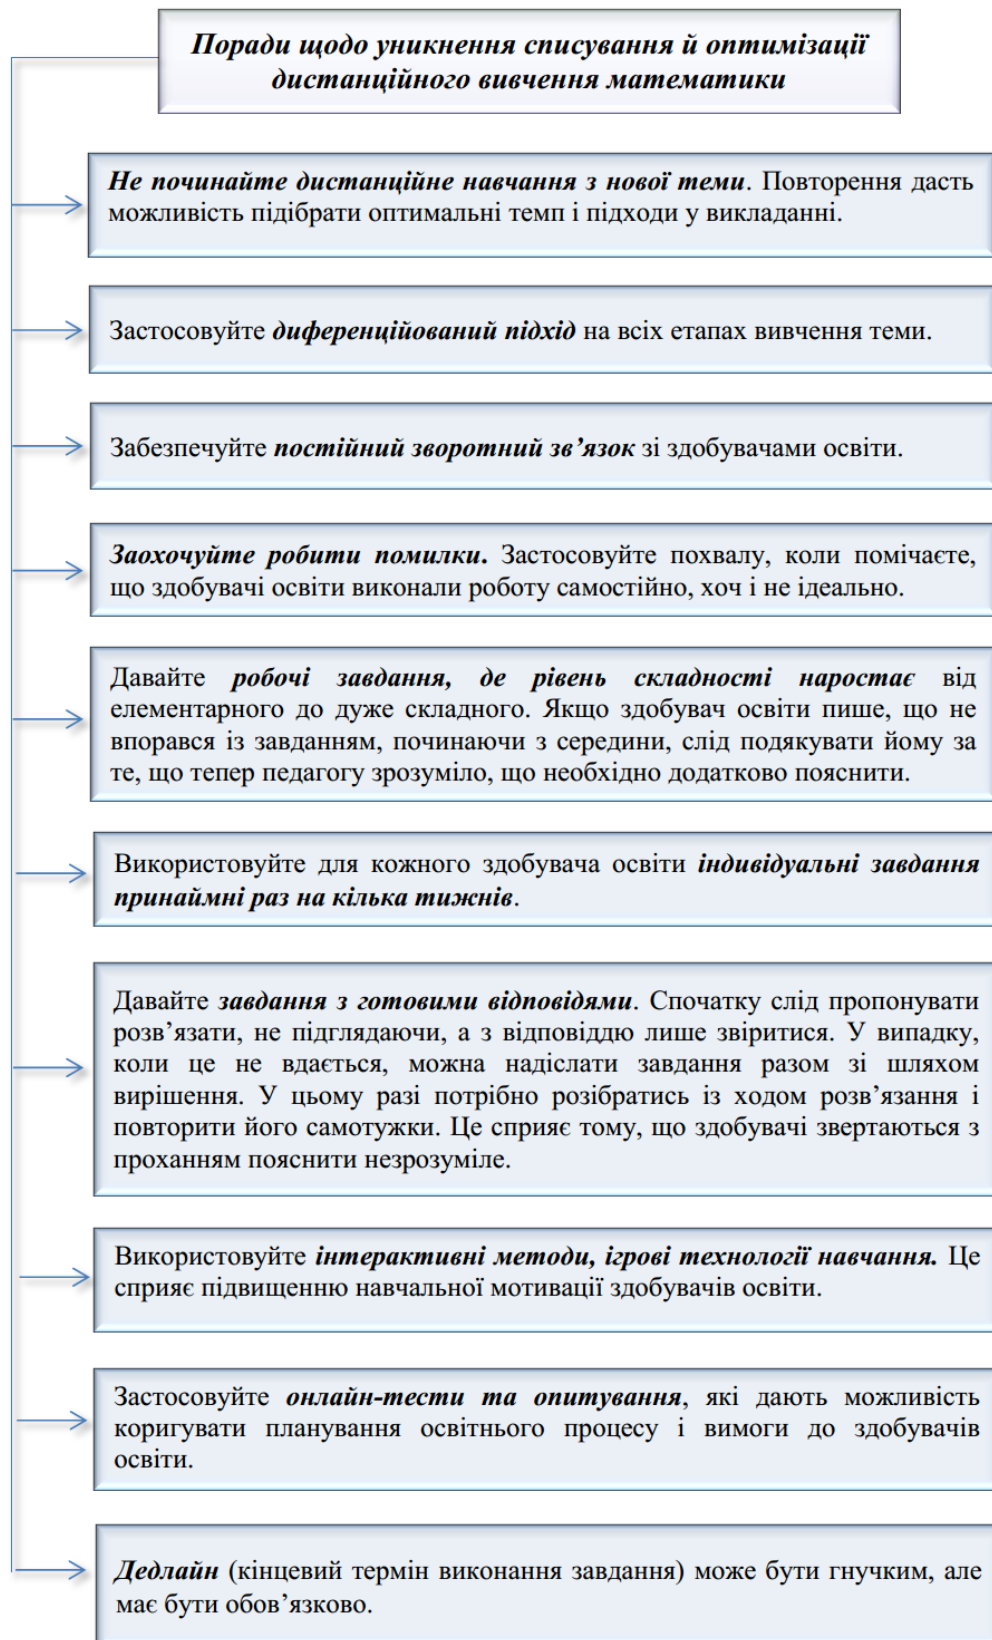 Поради щодо уникнення списування й оптимізації
дистанційного вивчення математики
Не починайте дистанційне навчання з нової теми. Повторення дасть
можливість підібрати оптимальні темп і підходи у викладанні.
Застосовуйте диференційований підхід на всіх етапах вивчення теми.
Забезпечуйте постійний зворотний зв’язок зі здобувачами освіти.
Заохочуйте робити помилки. Застосовуйте похвалу, коли помічаєте,
що здобувачі освіти виконали роботу самостійно, хоч і не ідеально.
Давайте робочі завдання, де рівень складності наростає від
елементарного до дуже складного. Якщо здобувач освіти пише, що не
впорався із завданням, починаючи з середини, слід подякувати йому за
те, що тепер педагогу зрозуміло, що необхідно додатково пояснити.
Використовуйте для кожного здобувача освіти індивідуальні завдання
принаймні раз на кілька тижнів.
Давайте завдання з готовими відповідями. Спочатку слід пропонувати
розв’язати, не підглядаючи, а з відповіддю лише звіритися. У випадку,
коли це не вдається, можна надіслати завдання разом зі шляхом
вирішення. У цьому разі потрібно розібратись із ходом розв’язання і
повторити його самотужки. Це сприяє тому, що здобувачі звертаються з
проханням пояснити незрозуміле.
Використовуйте інтерактивні методи, ігрові технології навчання. Це
сприяє підвищенню навчальної мотивації здобувачів освіти.
Застосовуйте онлайн-тести та опитування, які дають можливість
коригувати планування освітнього процесу і вимоги до здобувачів
освіти.
Дедлайн (кінцевий термін виконання завдання) може бути гнучким, але
має бути обов’язково.